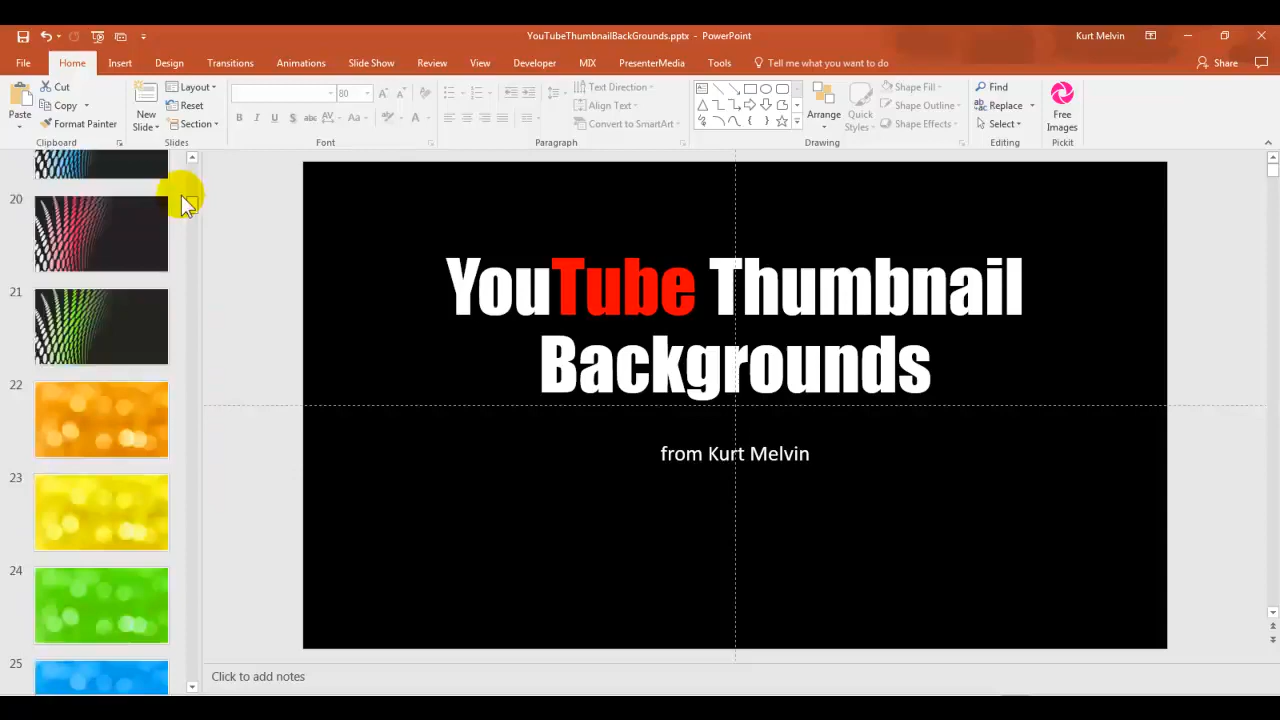 YouTubeThumbnailBackGrounds.pptx - PowerPoint
Kurt Melvin
File
Home
Insert
Design
Transitions
Animations
Slide Show
Review
View
Developer
MIX
PresenterMedia
Tools
Tell me what you want to do
Share
Paste
Cut
Copy
Format Painter
Clipboard
New
Slide
Layout
Reset
Section
Slides
80
B I U S abc AV Aa A
Font
Paragraph
Text Direction
Align Text
Convert to SmartArt
Arrange
Quick
Styles
Shape Fill
Shape Outline
Shape Effects
Drawing
Find
Replace
Select
Editing
Free
Images
Pickit
20
21
22
23
24
25
YouTube Thumbnail
Backgrounds
from Kurt Melvin
Click to add notes